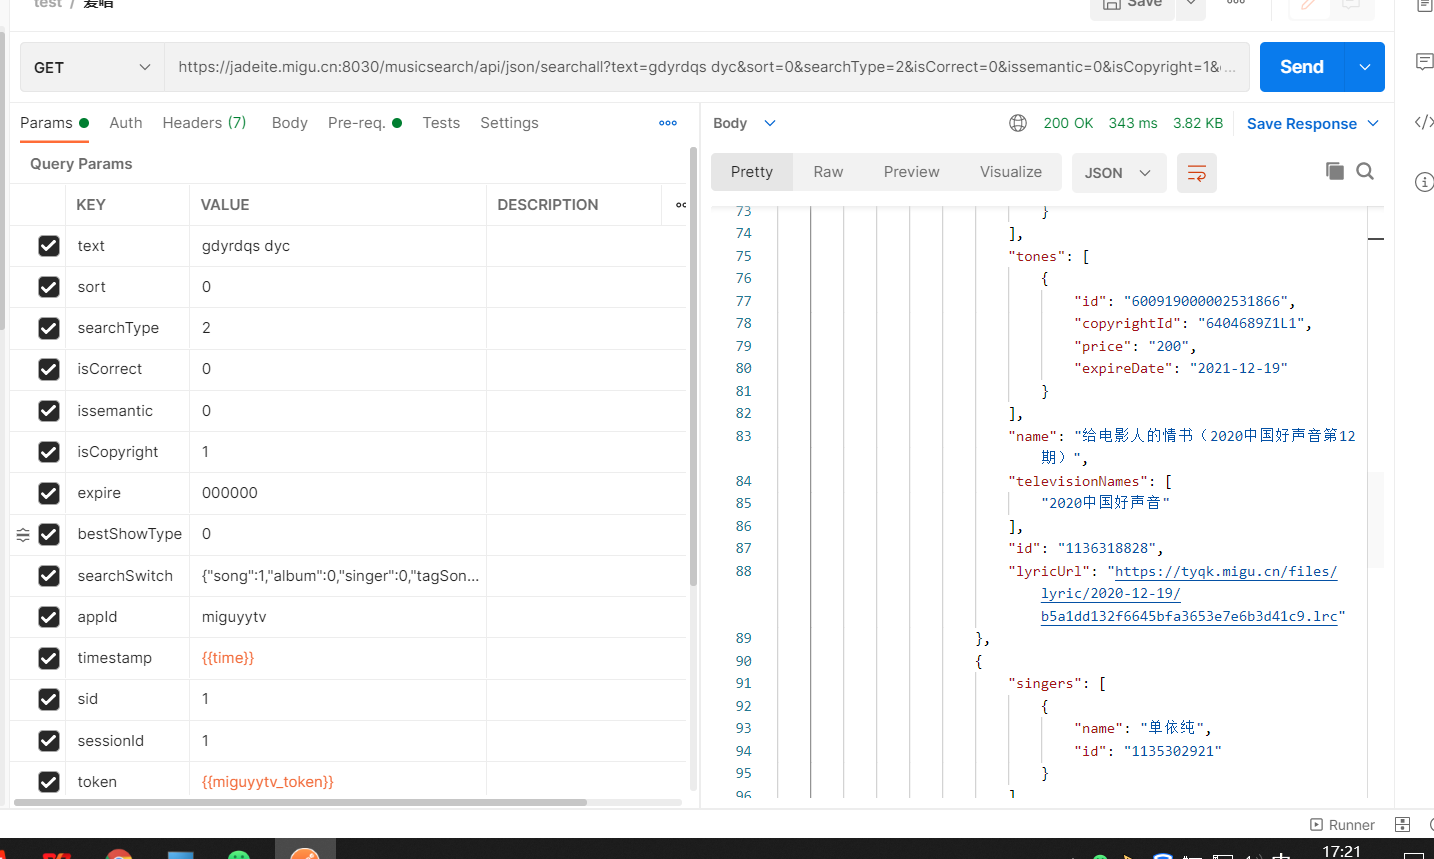 test / 爱唱
Save
GET
https://jadeite.migu.cn:8030/musicsearch/api/json/searchall?text=gdyrdqs dyc&sort=0&searchType=2&isCorrect=0&issemantic=0&isCopyright=1&...
Send
Params Auth Headers (7) Body Pre-req. Tests Settings
Query Params
KEY VALUE DESCRIPTION
text gdyrdqs dyc
sort 0
searchType 2
isCorrect 0
issemantic 0
isCopyright 1
expire 000000
bestShowType 0
searchSwitch {"song":1,"album":0,"singer":0,"tagSon...
appId miguyytv
timestamp {{time}}
sid 1
sessionId 1
token {{miguyytv_token}}
Body 200 OK 343 ms 3.82 KB Save Response
Pretty Raw Preview Visualize JSON
73 }
74 ],
75 "tones": [
76 {
77 "id": "600919000002531866",
78 "copyrightId": "6404689Z1L1",
79 "price": "200",
80 "expireDate": "2021-12-19"
81 }
82 ],
83 "name": "给电影人的情书（2020中国好声音第12
期）",
84 "televisionNames": [
85 "2020中国好声音"
86 ],
87 "id": "1136318828",
88 "lyricUrl": "https://tyqk.migu.cn/files/
lyric/2020-12-19/
b5a1dd132f6645bfa3653e7e6b3d41c9.lrc"
89 },
90 {
91 "singers": [
92 {
93 "name": "单依纯",
94 "id": "1135302921"
95 }
96 ]
Runner
中
17:21